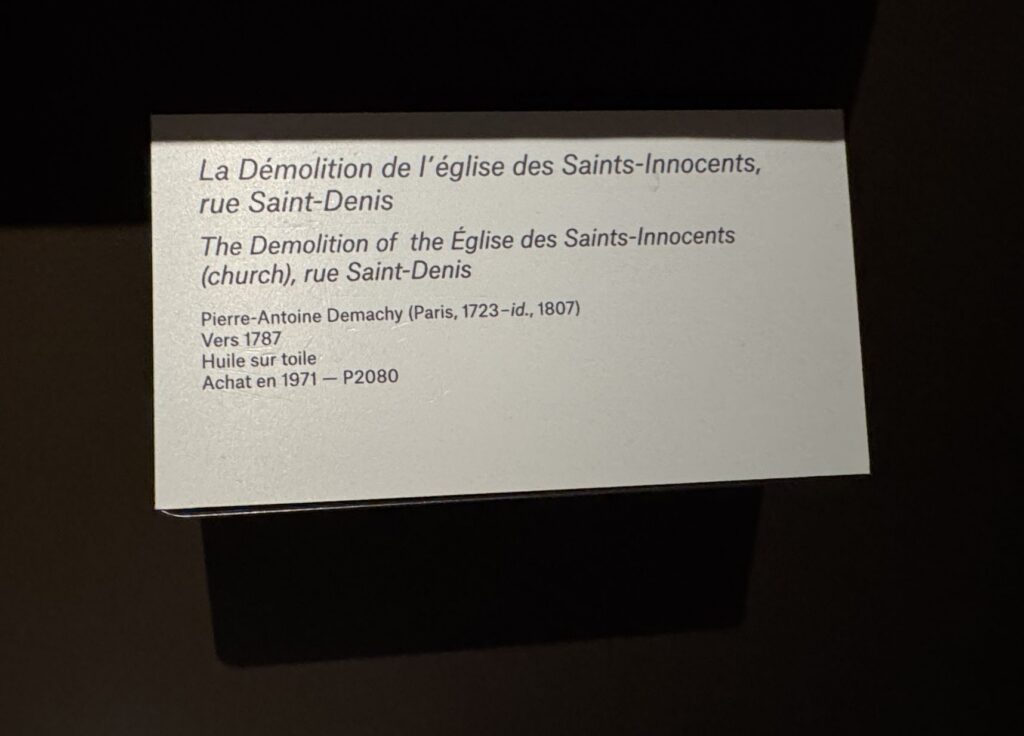 La Démolition de l'église des Saints-Innocents,
rue Saint-Denis
The Demolition of the Église des Saints-Innocents
(church), rue Saint-Denis
Pierre-Antoine Demachy (Paris, 1723–id., 1807)
Vers 1787
Huile sur toile
Achat en 1971 — P2080